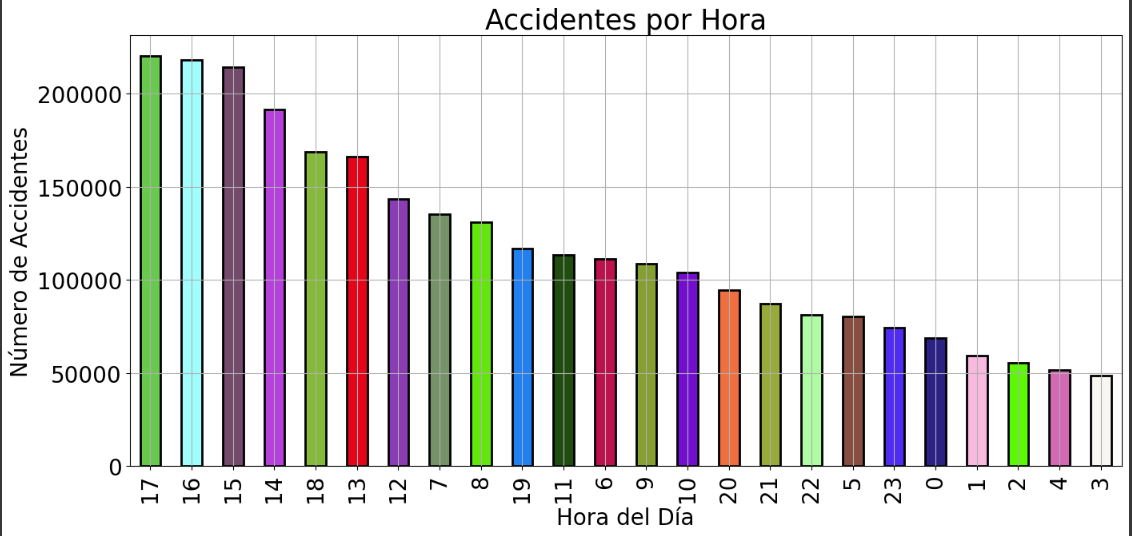 Accidentes por Hora
Número de Accidentes
200000
150000
100000
50000
0
17 16 15 14 18 13 12 7 8 19 11 6 9 10 20 21 22 5 23 0 1 2 4 3
Hora del Día